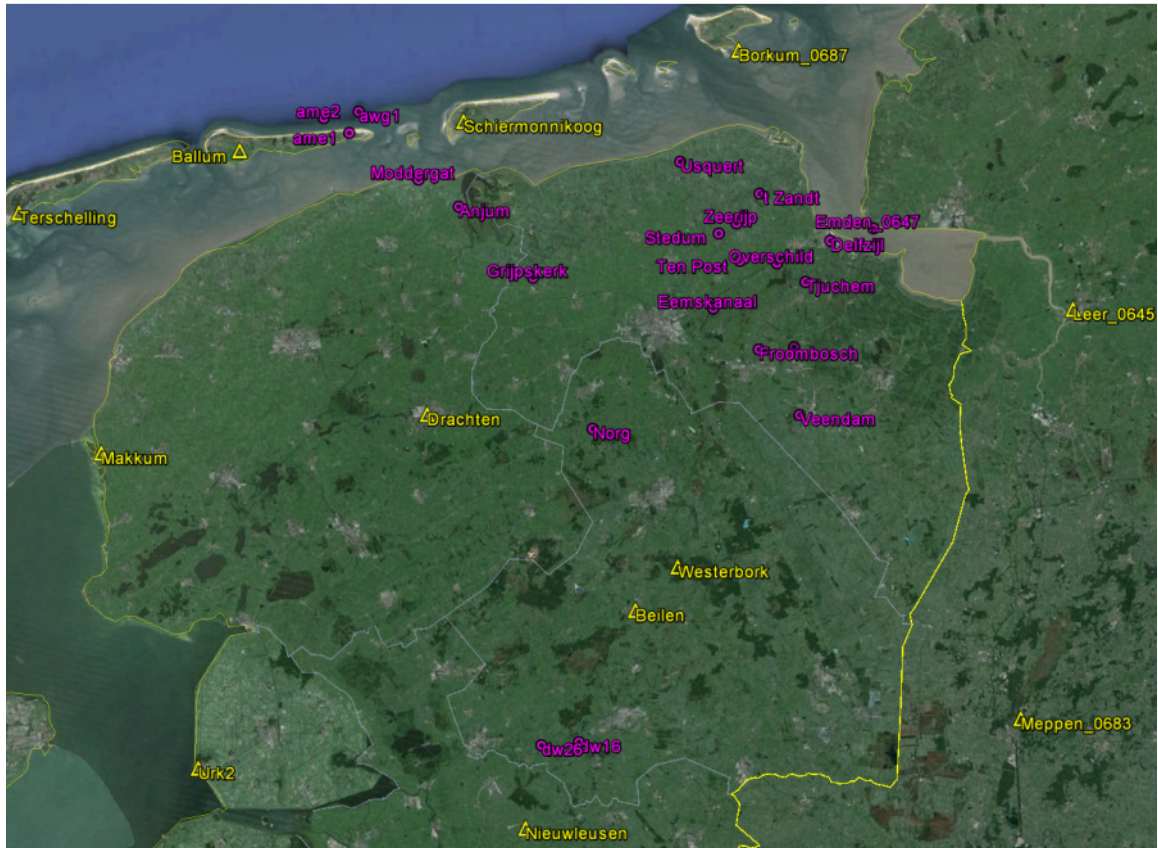 Borkum_0687
ame2
awg1
Schiermonnikoog
ame1
Ballum
Usquert
Moddergat
't Zandt
Anjum
Terschelling
Zeerijp
Emden_0647
Stedum
Delfzijl
Overschild
Ten Post
Grijpskerk
Tjuchem
Eemskanaal
Leer_0645
Froombosch
Drachten
Veendam
Norg
Makkum
Westerbork
Beilen
Meppen_0683
dw26
dw16
Urk2
Nieuwleusen